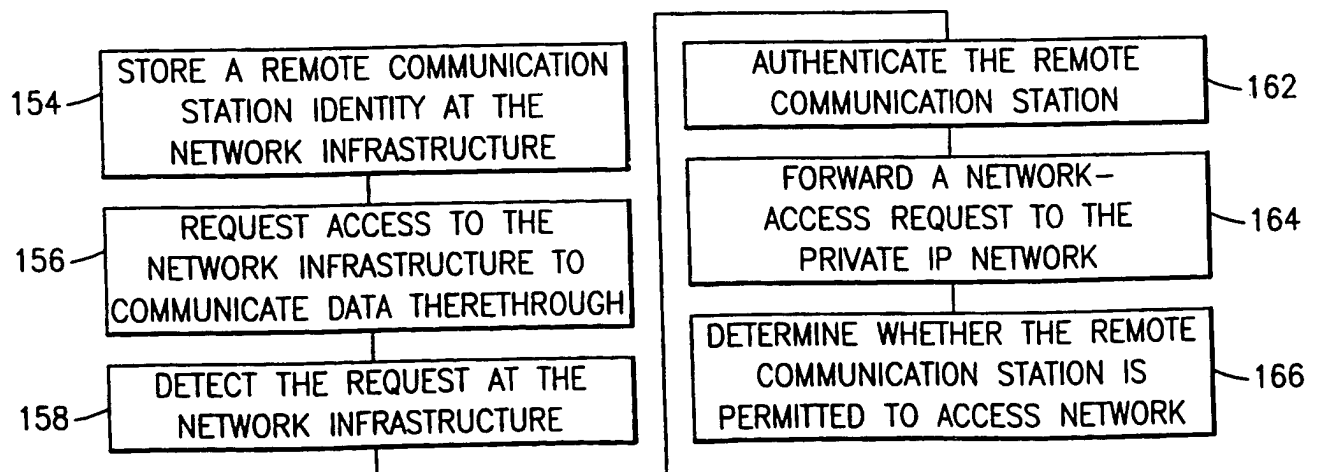 154
STORE A REMOTE COMMUNICATION
STATION IDENTITY AT THE
NETWORK INFRASTRUCTURE
156
REQUEST ACCESS TO THE
NETWORK INFRASTRUCTURE TO
COMMUNICATE DATA THERETHROUGH
158
DETECT THE REQUEST AT THE
NETWORK INFRASTRUCTURE
AUTHENTICATE THE REMOTE
COMMUNICATION STATION
162
FORWARD A NETWORK–
ACCESS REQUEST TO THE
PRIVATE IP NETWORK
164
DETERMINE WHETHER THE REMOTE
COMMUNICATION STATION IS
PERMITTED TO ACCESS NETWORK
166